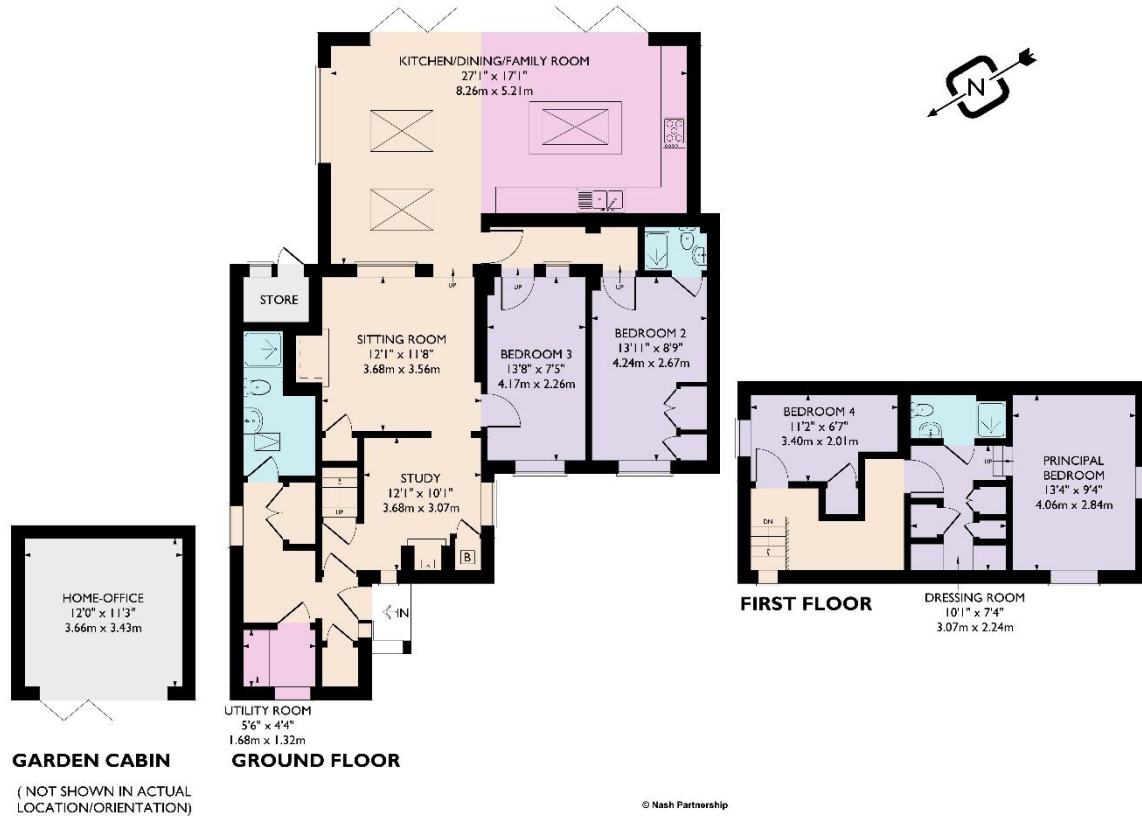 KITCHEN/DINING/FAMILY ROOM
27'1" x 17'1"
8.26m x 5.21m
N
STORE
UP
UP
UP
SITTING ROOM
12'1" x 11'8"
3.68m x 3.56m
BEDROOM 3
13'8" x 7'5"
4.17m x 2.26m
BEDROOM 2
13'11" x 8'9"
4.24m x 2.67m
STUDY
12'1" x 10'1"
3.68m x 3.07m
UP
B
IN
UTILITY ROOM
5'6" x 4'4"
1.68m x 1.32m
GROUND FLOOR
HOME-OFFICE
12'0" x 11'3"
3.66m x 3.43m
GARDEN CABIN
( NOT SHOWN IN ACTUAL
LOCATION/ORIENTATION)
BEDROOM 4
11'2" x 6'7"
3.40m x 2.01m
UP
PRINCIPAL
BEDROOM
13'4" x 9'4"
4.06m x 2.84m
DN
FIRST FLOOR
DRESSING ROOM
10'1" x 7'4"
3.07m x 2.24m
© Nash Partnership